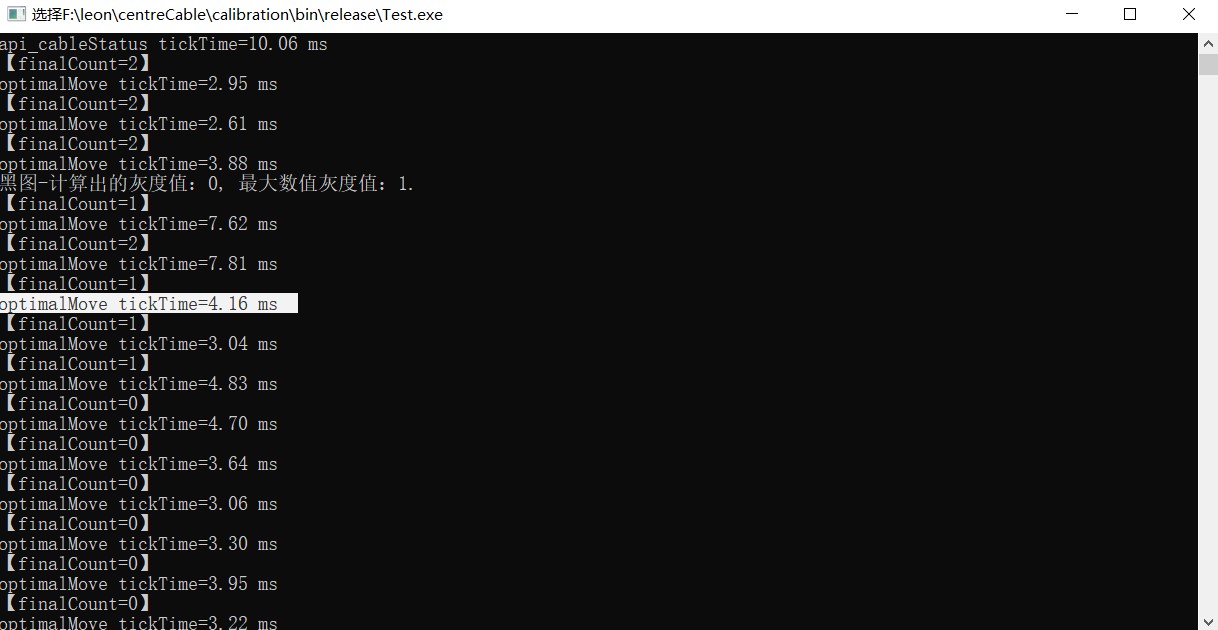 选择F:\leon\centreCable\calibration\bin\release\Test.exe
api_cableStatus tickTime=10.06 ms
【finalCount=2】
optimalMove tickTime=2.95 ms
【finalCount=2】
optimalMove tickTime=2.61 ms
【finalCount=2】
optimalMove tickTime=3.88 ms
黑图-计算出的灰度值：0, 最大数值灰度值：1.
【finalCount=1】
optimalMove tickTime=7.62 ms
【finalCount=2】
optimalMove tickTime=7.81 ms
【finalCount=1】
optimalMove tickTime=4.16 ms
【finalCount=1】
optimalMove tickTime=3.04 ms
【finalCount=1】
optimalMove tickTime=4.83 ms
【finalCount=0】
optimalMove tickTime=4.70 ms
【finalCount=0】
optimalMove tickTime=3.64 ms
【finalCount=0】
optimalMove tickTime=3.06 ms
【finalCount=0】
optimalMove tickTime=3.30 ms
【finalCount=0】
optimalMove tickTime=3.95 ms
【finalCount=0】
optimalMove tickTime=3.22 ms